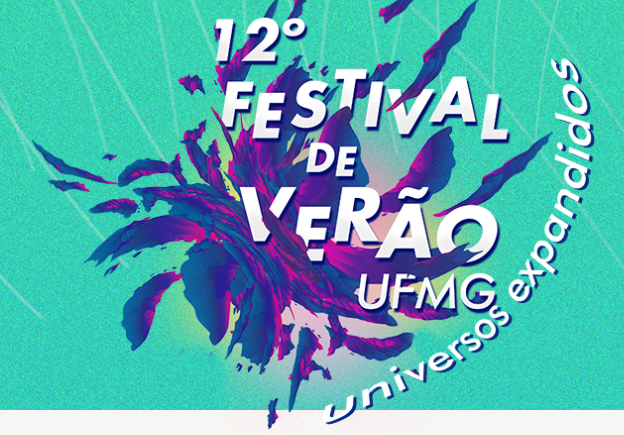 12º
FESTIVAL
DE
VERÃO
UFMG
universos expandidos